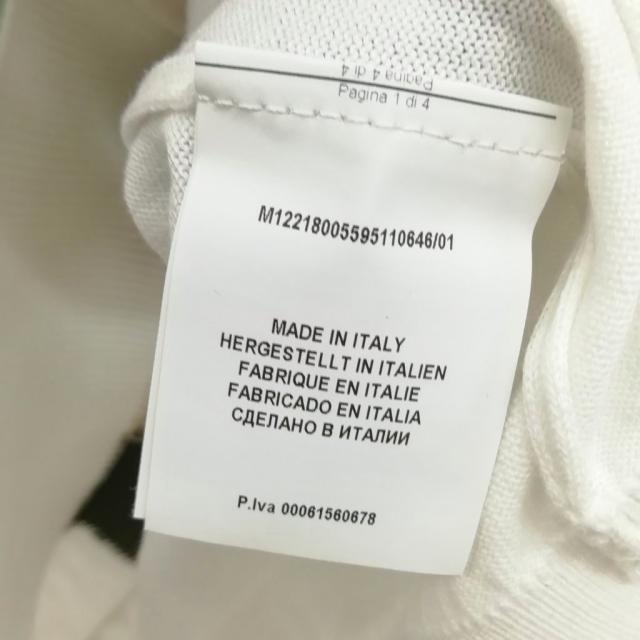 Pagina 4 di 4
Pagina 1 di 4
M12218005595110646/01
MADE IN ITALY
HERGESTELLT IN ITALIEN
FABRIQUE EN ITALIE
FABRICADO EN ITALIA
СДЕЛАНО В ИТАЛИИ
P.Iva 00061560678